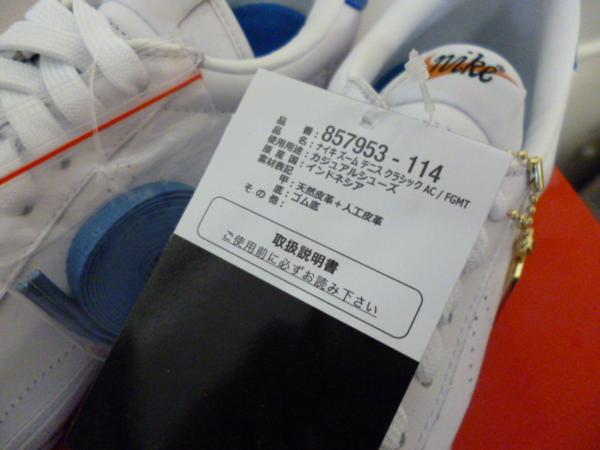 nike
品番：857953-114
品名：ナイキ ズーム テニス クラシック AC / FGMT
使用用途：カジュアルシューズ
原産国：インドネシア
素材表記
甲：天然皮革＋人工皮革
底：ゴム底
その他：
取扱説明書
ご使用前に必ずお読み下さい